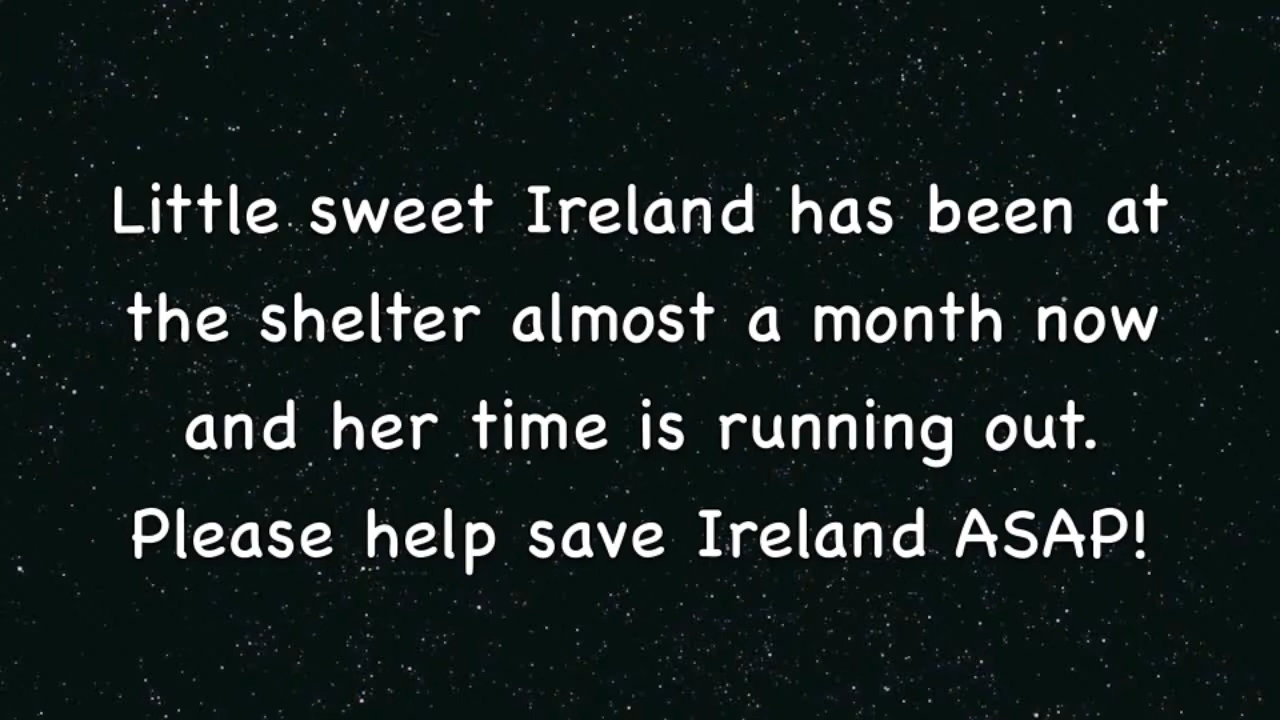 Little sweet Ireland has been at
the shelter almost a month now
and her time is running out.
Please help save Ireland ASAP!